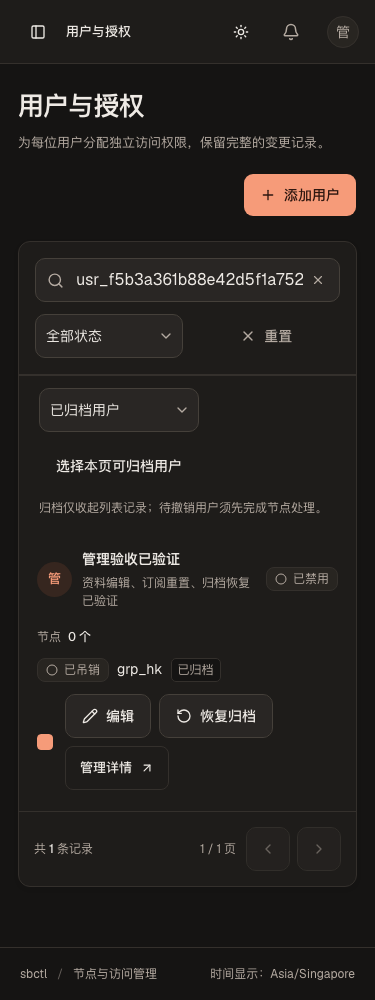 用户与授权
管
用户与授权
为每位用户分配独立访问权限，保留完整的变更记录。
添加用户
usr_f5b3a361b88e42d5f1a752
全部状态
重置
已归档用户
选择本页可归档用户
归档仅收起列表记录；待撤销用户须先完成节点处理。
管
管理验收已验证
资料编辑、订阅重置、归档恢复
已验证
已禁用
节点 0 个
已吊销 grp_hk 已归档
编辑 恢复归档
管理详情
共 1 条记录 1 / 1 页
sbctl / 节点与访问管理 时间显示：Asia/Singapore